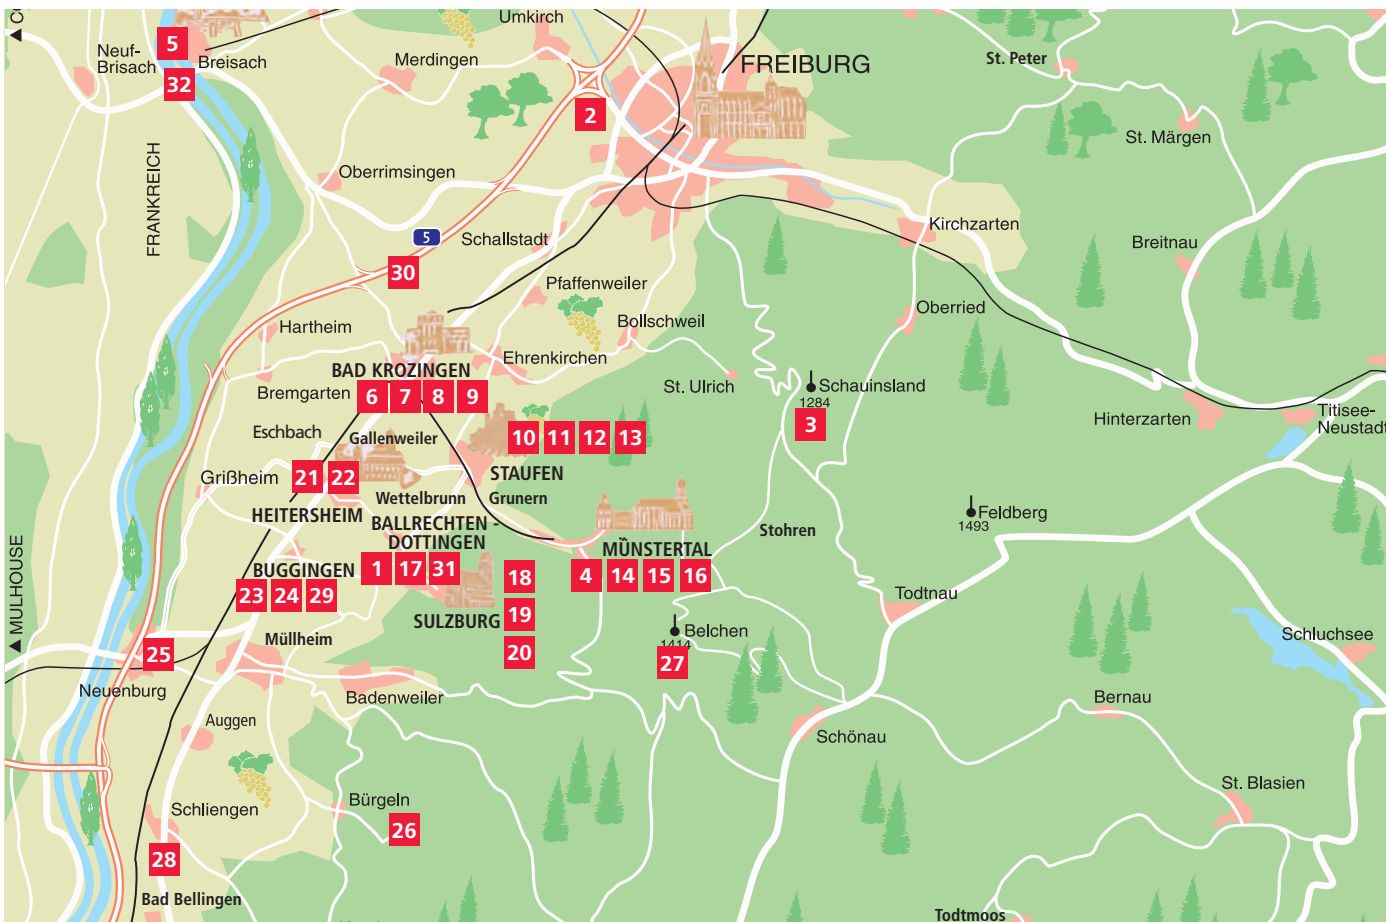 Umkirch
5
Neuf-
Brisach
Breisach
32
Merdingen
FREIBURG
St. Peter
2
St. Märgen
FRANKREICH
Oberrimsingen
Kirchzarten
5
Schallstadt
Breitnau
30
Pfaffenweiler
Oberried
Hartheim
Bollschweil
Ehrenkirchen
BAD KROZINGEN
St. Ulrich
Schauinsland
1284
Bremgarten
6 7 8 9
3
Hinterzarten
Titisee-
Neustadt
Eschbach
Gallenweiler
10 11 12 13
Grißheim
21 22
STAUFEN
Wettelbrunn
Grunern
HEITERSHEIM
BALLRECHTEN -
DOTTINGEN
Stohren
Feldberg
1493
MULHOUSE
MÜNSTERTAL
BUGGINGEN
1 17 31
18
4 14 15 16
23 24 29
19
SULZBURG
Todtnau
Müllheim
20
Belchen
1414
27
Schluchsee
25
Neuenburg
Badenweiler
Bernau
Auggen
Schönau
Schliengen
Bürgeln
St. Blasien
26
28
Bad Bellingen
Todtmoos